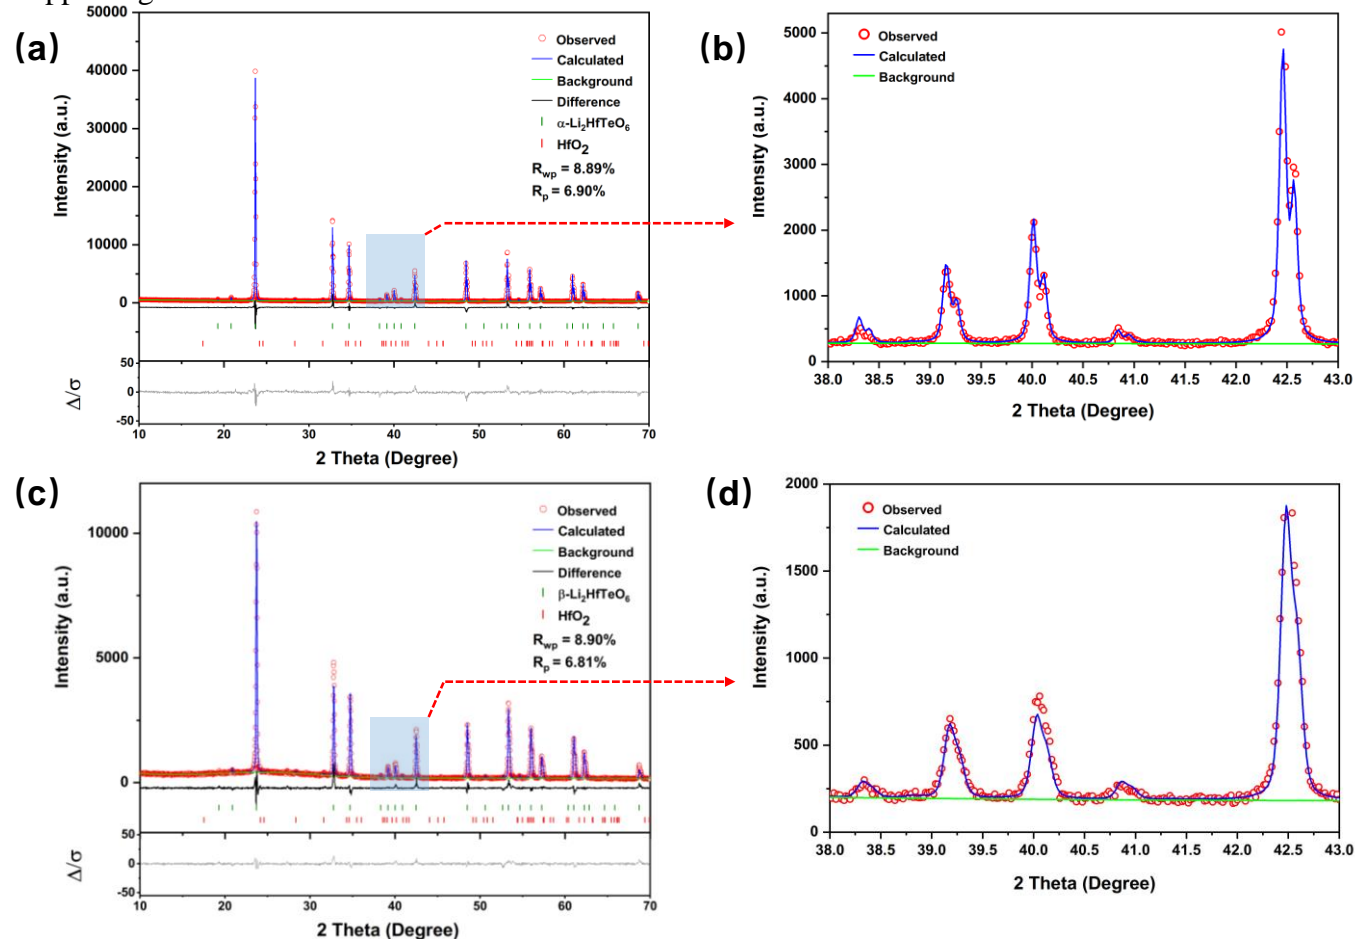 (a)
50000
40000
30000
20000
10000
0
50
0
-50
Intensity (a.u.)
Δ/σ
Observed
Calculated
Background
Difference
α-Li₂HfTeO₆
HfO₂
Rwp = 8.89%
Rp = 6.90%
10 20 30 40 50 60 70
2 Theta (Degree)
(b)
5000
4000
3000
2000
1000
0
Intensity (a.u.)
Observed
Calculated
Background
38.0 38.5 39.0 39.5 40.0 40.5 41.0 41.5 42.0 42.5 43.0
2 Theta (Degree)
(c)
10000
5000
0
50
0
-50
Intensity (a.u.)
Δ/σ
Observed
Calculated
Background
Difference
β-Li₂HfTeO₆
HfO₂
Rwp = 8.90%
Rp = 6.81%
10 20 30 40 50 60 70
2 Theta (Degree)
(d)
2000
1500
1000
500
0
Intensity (a.u.)
Observed
Calculated
Background
38.0 38.5 39.0 39.5 40.0 40.5 41.0 41.5 42.0 42.5 43.0
2 Theta (Degree)